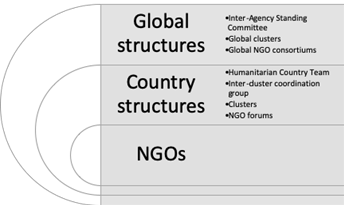 Global
structures
•Inter-Agency Standing
Committee
•Global clusters
•Global NGO consortiums
Country
structures
•Humanitarian Country Team
•Inter-cluster coordination
group
•Clusters
•NGO forums
NGOs